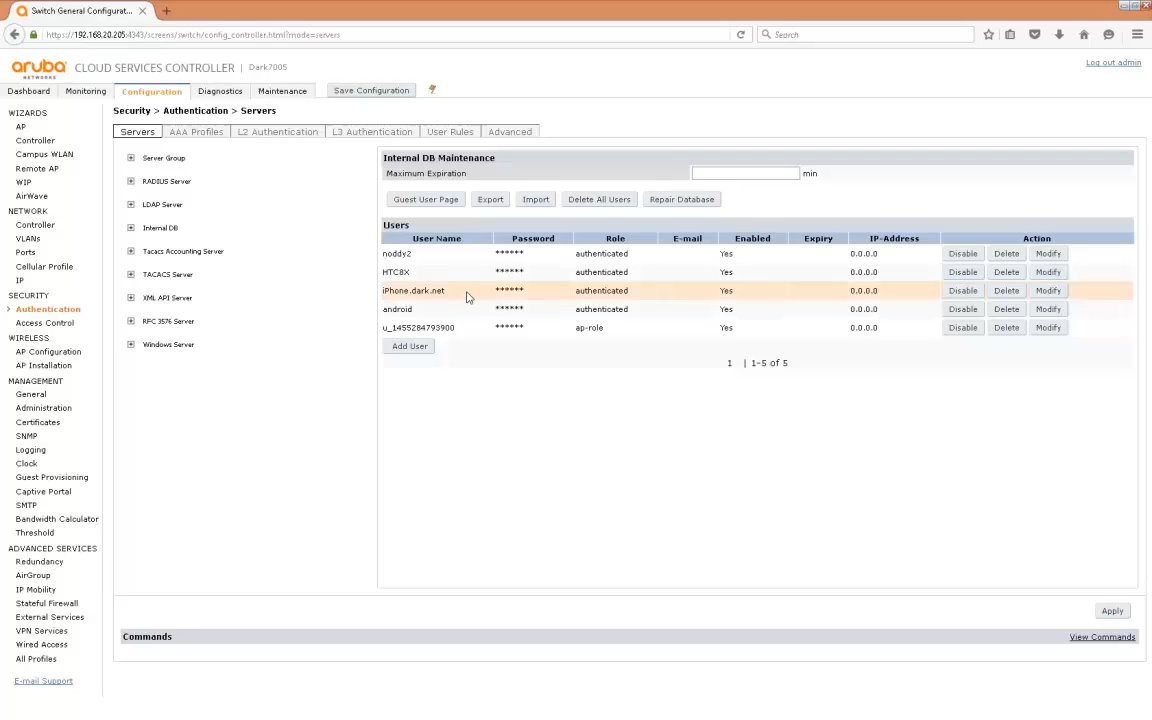 Switch General Configurat...
https://192.168.20.205:4343/screens/switch/config_controller.html?mode=servers
Search
aruba NETWORKS CLOUD SERVICES CONTROLLER | Dark7005
Log out admin
Dashboard Monitoring Configuration Diagnostics Maintenance Save Configuration
WIZARDS
AP
Controller
Campus WLAN
Remote AP
WIP
AirWave
NETWORK
Controller
VLANs
Ports
Cellular Profile
IP
SECURITY
Authentication
Access Control
WIRELESS
AP Configuration
AP Installation
MANAGEMENT
General
Administration
Certificates
SNMP
Logging
Clock
Guest Provisioning
Captive Portal
SMTP
Bandwidth Calculator
Threshold
ADVANCED SERVICES
Redundancy
AirGroup
IP Mobility
Stateful Firewall
External Services
VPN Services
Wired Access
All Profiles
E-mail Support
Security > Authentication > Servers
Servers AAA Profiles L2 Authentication L3 Authentication User Rules Advanced
Server Group
RADIUS Server
LDAP Server
Internal DB
Tacacs Accounting Server
TACACS Server
XML API Server
RFC 3576 Server
Windows Server
Internal DB Maintenance
Maximum Expiration min
Guest User Page Export Import Delete All Users Repair Database
Users
User Name Password Role E-mail Enabled Expiry IP-Address Action
noddy2 ****** authenticated Yes 0.0.0.0 Disable Delete Modify
HTC8X ****** authenticated Yes 0.0.0.0 Disable Delete Modify
iPhone.dark.net ****** authenticated Yes 0.0.0.0 Disable Delete Modify
android ****** authenticated Yes 0.0.0.0 Disable Delete Modify
u_1455284793900 ****** ap-role Yes 0.0.0.0 Disable Delete Modify
Add User
1 | 1-5 of 5
Apply
Commands View Commands